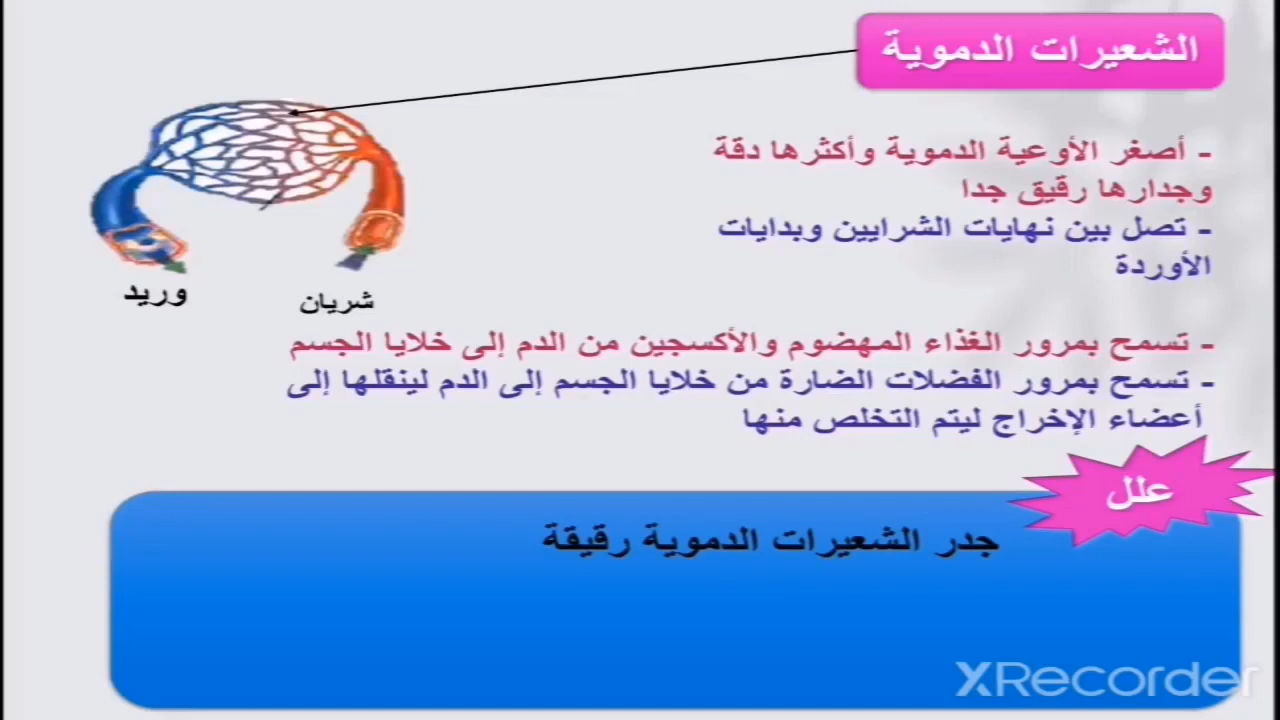 الشعيرات الدموية
- أصغر الأوعية الدموية وأكثرها دقة
وجدارها رقيق جدا
- تصل بين نهايات الشرايين وبدايات
الأوردة
شريان
وريد
- تسمح بمرور الغذاء المهضوم والأكسجين من الدم إلى خلايا الجسم
- تسمح بمرور الفضلات الضارة من خلايا الجسم إلى الدم لينقلها إلى
أعضاء الإخراج ليتم التخلص منها
علل
جدر الشعيرات الدموية رقيقة
XRecorder